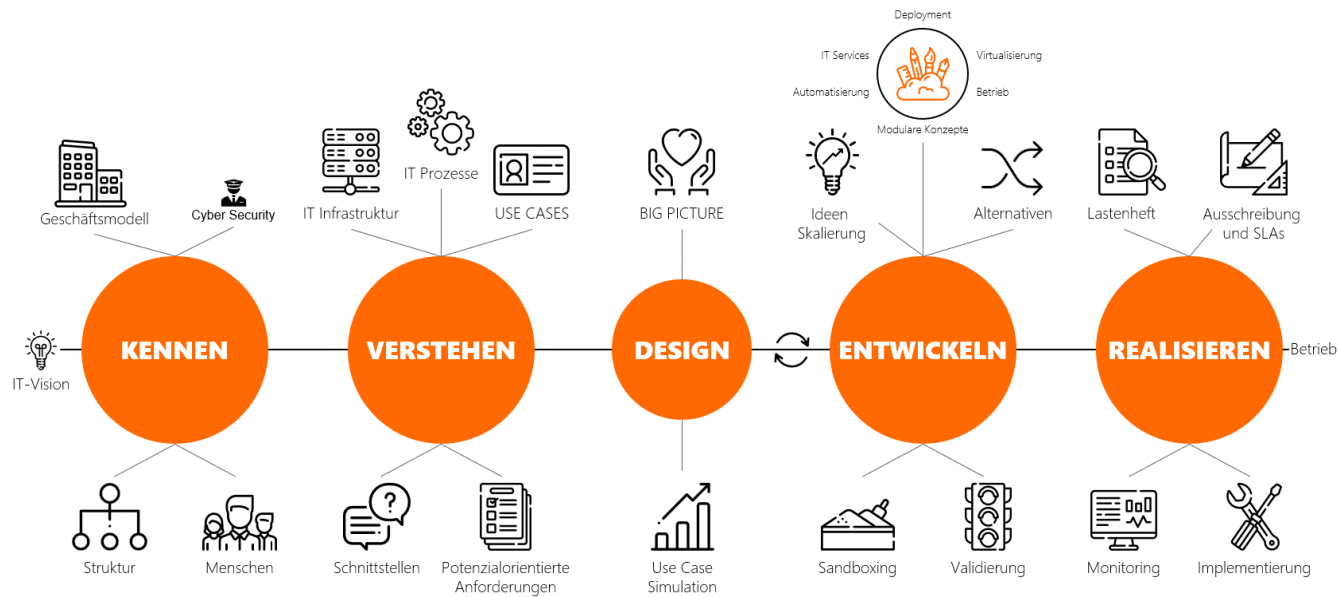 Deployment
IT Services
Virtualisierung
Automatisierung
Betrieb
Modulare Konzepte
Geschäftsmodell
Cyber Security
IT Infrastruktur
IT Prozesse
USE CASES
BIG PICTURE
Ideen
Skalierung
Alternativen
Lastenheft
Ausschreibung
und SLAs
IT-Vision
KENNEN
VERSTEHEN
DESIGN
ENTWICKELN
REALISIEREN
Betrieb
Struktur
Menschen
Schnittstellen
Potenzialorientierte
Anforderungen
Use Case
Simulation
Sandboxing
Validierung
Monitoring
Implementierung